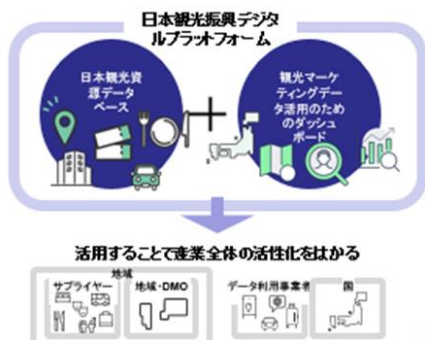 日本観光振興デジタ
ルプラットフォーム
日本観光資
源データ
ベース
観光マーケ
ティングデー
タ活用のため
のダッシュ
ボード
活用することで産業全体の活性化をはかる
地域
サプライヤー
地域・DMO
データ利用事業者
国